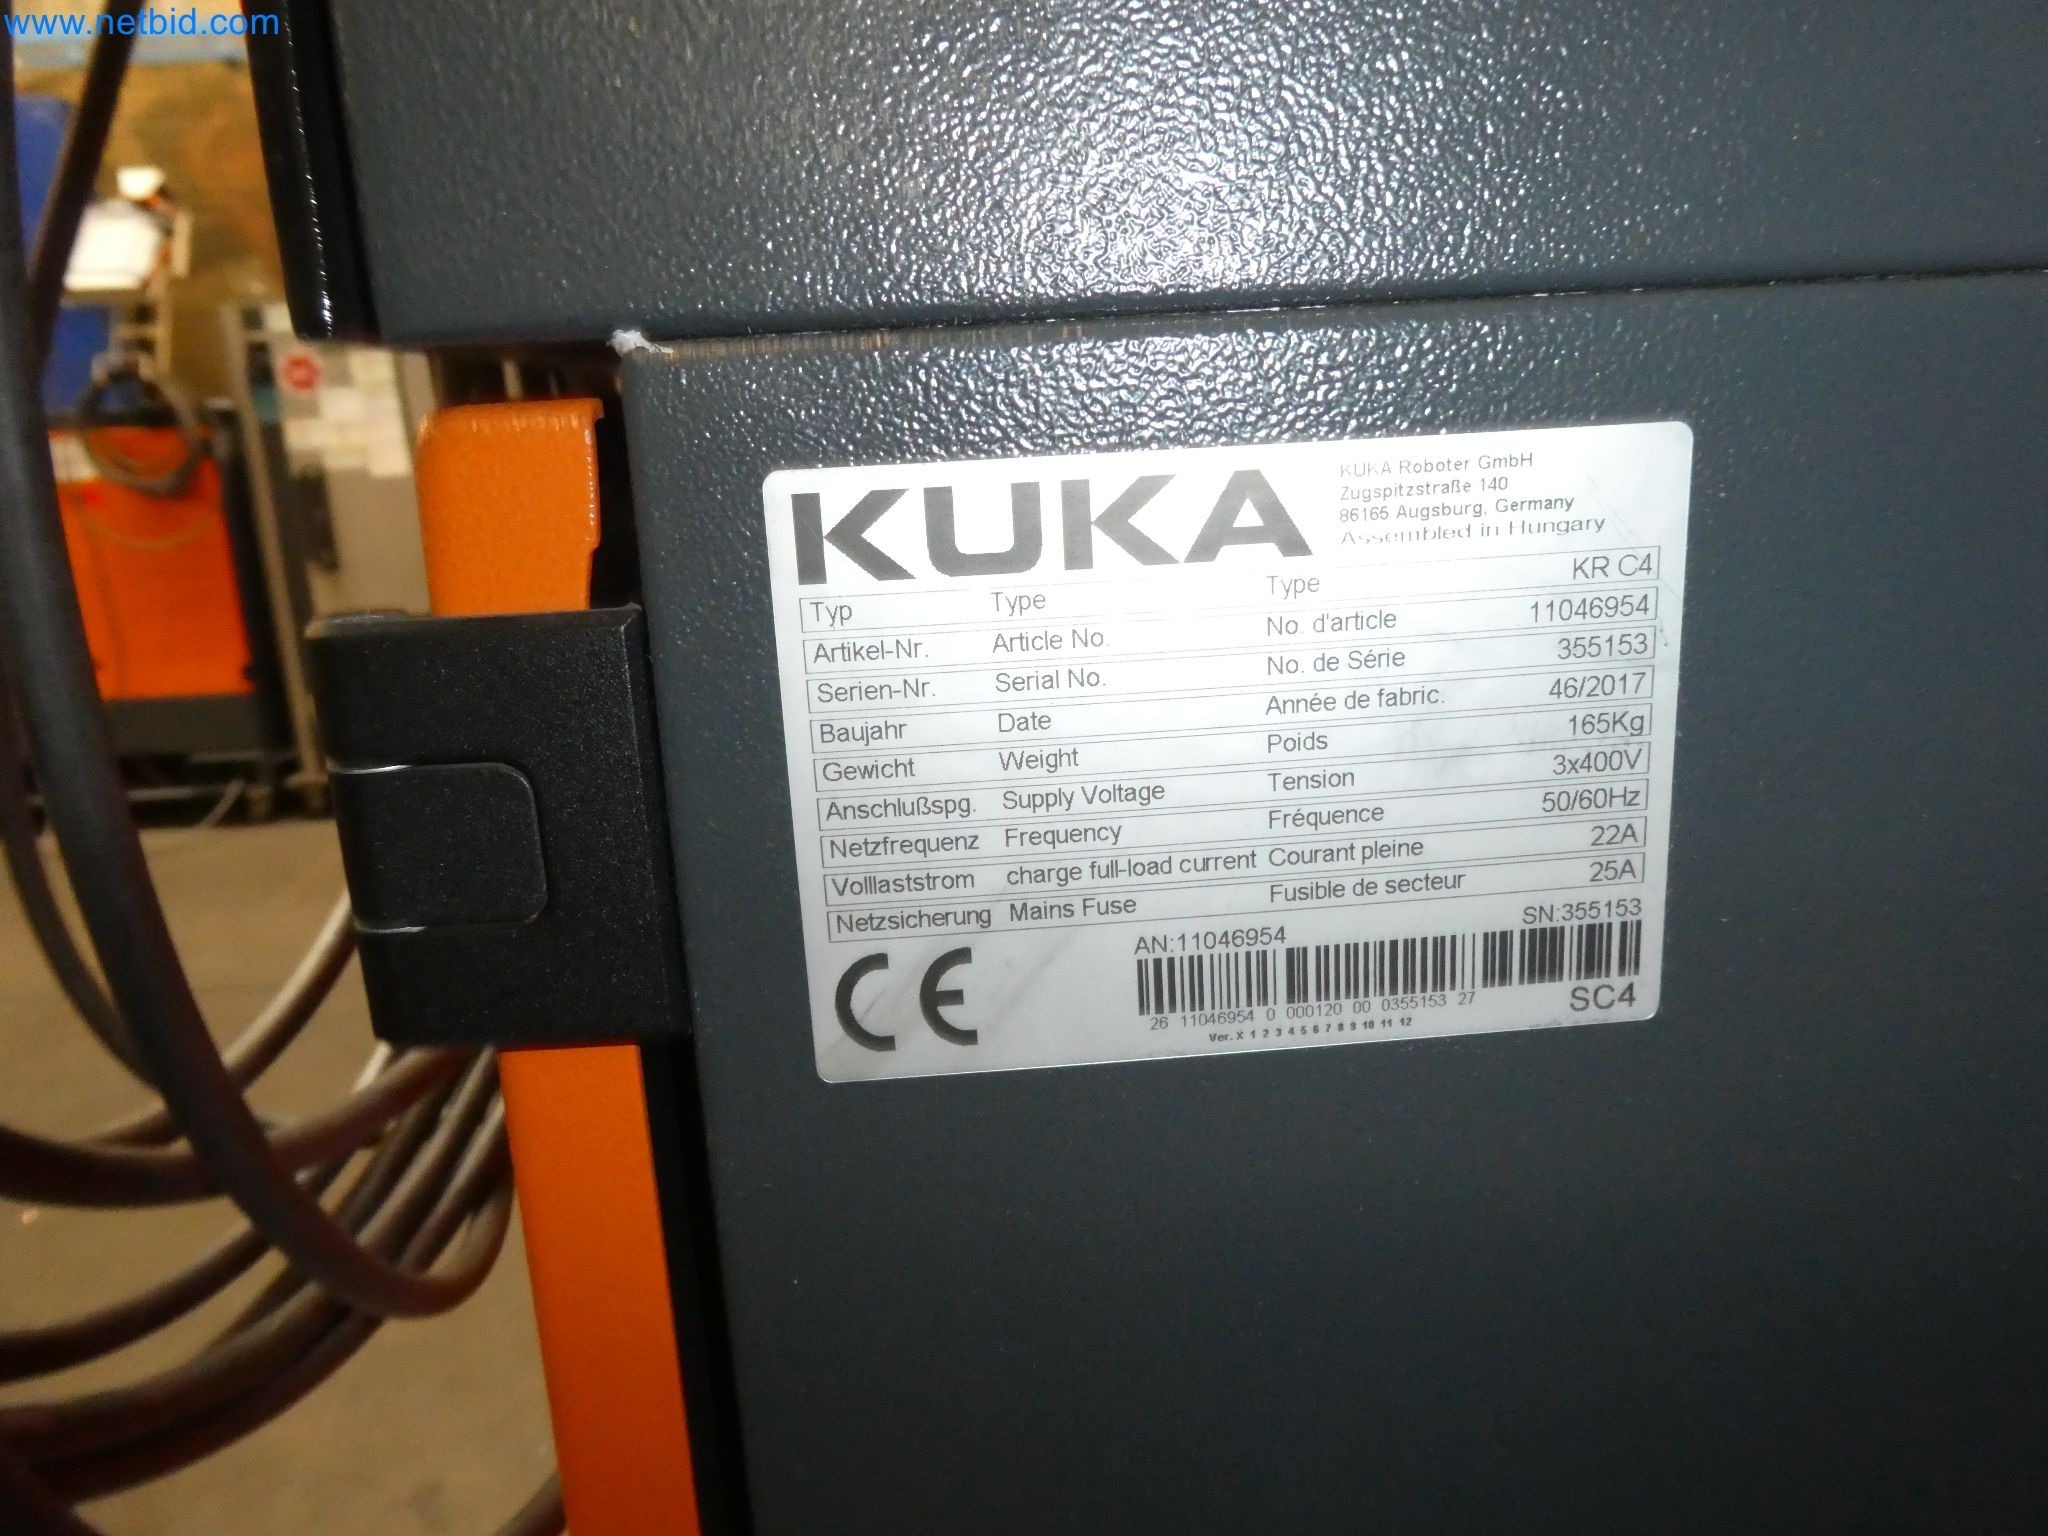 www.netbid.com
KUKA
KUKA Roboter GmbH
Zugspitzstraße 140
86165 Augsburg, Germany
Assembled in Hungary
Typ Type Type KR C4
Artikel-Nr. Article No. No. d'article 11046954
Serien-Nr. Serial No. No. de Série 355153
Baujahr Date Année de fabric. 46/2017
Gewicht Weight Poids 165Kg
Anschlußspg. Supply Voltage Tension 3x400V
Netzfrequenz Frequency Fréquence 50/60Hz
Volllaststrom charge full-load current Courant pleine 22A
Netzsicherung Mains Fuse Fusible de secteur 25A
CE
AN:11046954 SN:355153
26 11046954 0 000120 00 0355153 27
SC4
Ver. X 1 2 3 4 5 6 7 8 9 10 11 12